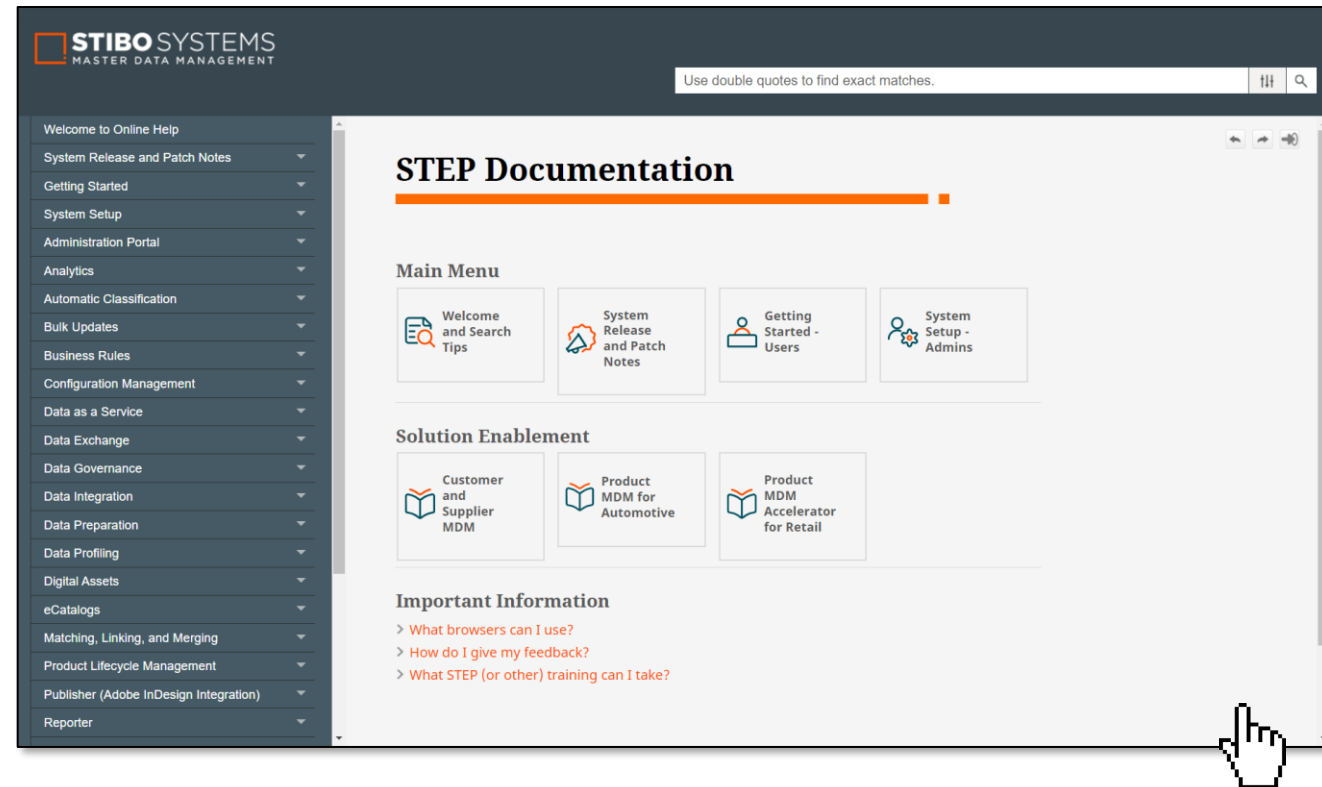 STIBO SYSTEMS
MASTER DATA MANAGEMENT
Use double quotes to find exact matches.
Welcome to Online Help
System Release and Patch Notes
Getting Started
System Setup
Administration Portal
Analytics
Automatic Classification
Bulk Updates
Business Rules
Configuration Management
Data as a Service
Data Exchange
Data Governance
Data Integration
Data Preparation
Data Profiling
Digital Assets
eCatalogs
Matching, Linking, and Merging
Product Lifecycle Management
Publisher (Adobe InDesign Integration)
Reporter
STEP Documentation
Main Menu
Welcome
and Search
Tips
System
Release
and Patch
Notes
Getting
Started -
Users
System
Setup -
Admins
Solution Enablement
Customer
and
Supplier
MDM
Product
MDM for
Automotive
Product
MDM
Accelerator
for Retail
Important Information
What browsers can I use?
How do I give my feedback?
What STEP (or other) training can I take?